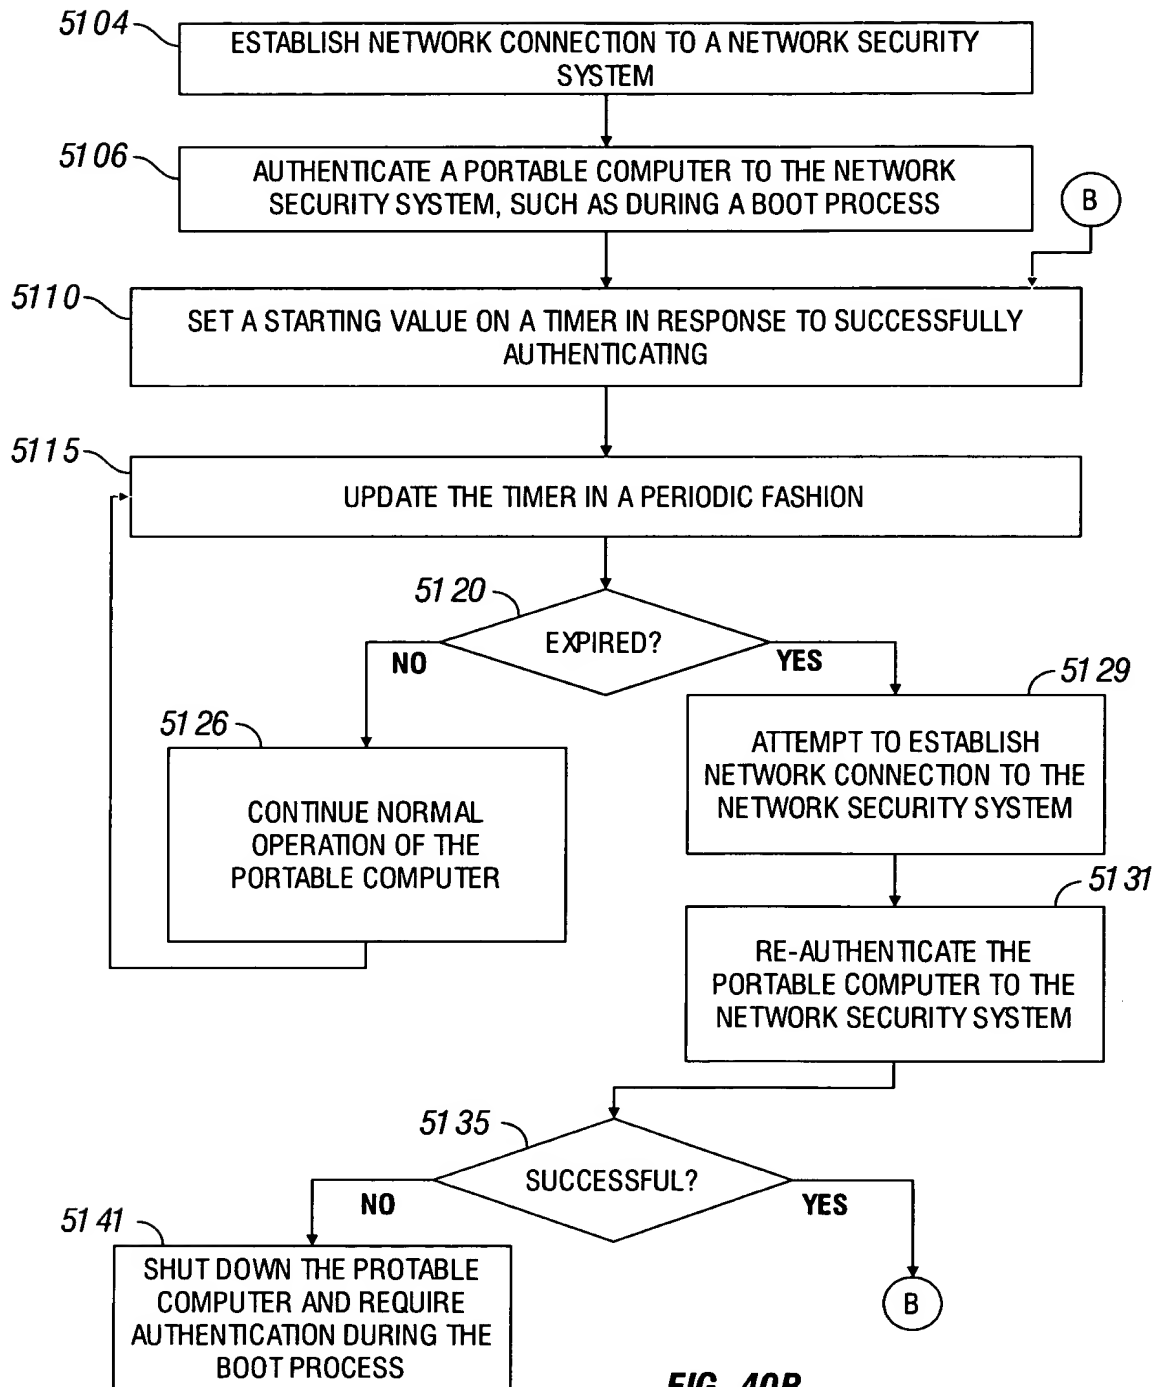 5104
ESTABLISH NETWORK CONNECTION TO A NETWORK SECURITY
SYSTEM
5106
AUTHENTICATE A PORTABLE COMPUTER TO THE NETWORK
SECURITY SYSTEM, SUCH AS DURING A BOOT PROCESS
B
5110
SET A STARTING VALUE ON A TIMER IN RESPONSE TO SUCCESSFULLY
AUTHENTICATING
5115
UPDATE THE TIMER IN A PERIODIC FASHION
5120
EXPIRED?
NO
YES
5129
ATTEMPT TO ESTABLISH
NETWORK CONNECTION TO THE
NETWORK SECURITY SYSTEM
5126
CONTINUE NORMAL
OPERATION OF THE
PORTABLE COMPUTER
5131
RE-AUTHENTICATE THE
PORTABLE COMPUTER TO THE
NETWORK SECURITY SYSTEM
5135
SUCCESSFUL?
NO
YES
5141
SHUT DOWN THE PROTABLE
COMPUTER AND REQUIRE
AUTHENTICATION DURING THE
BOOT PROCESS
B
FIG. 40B